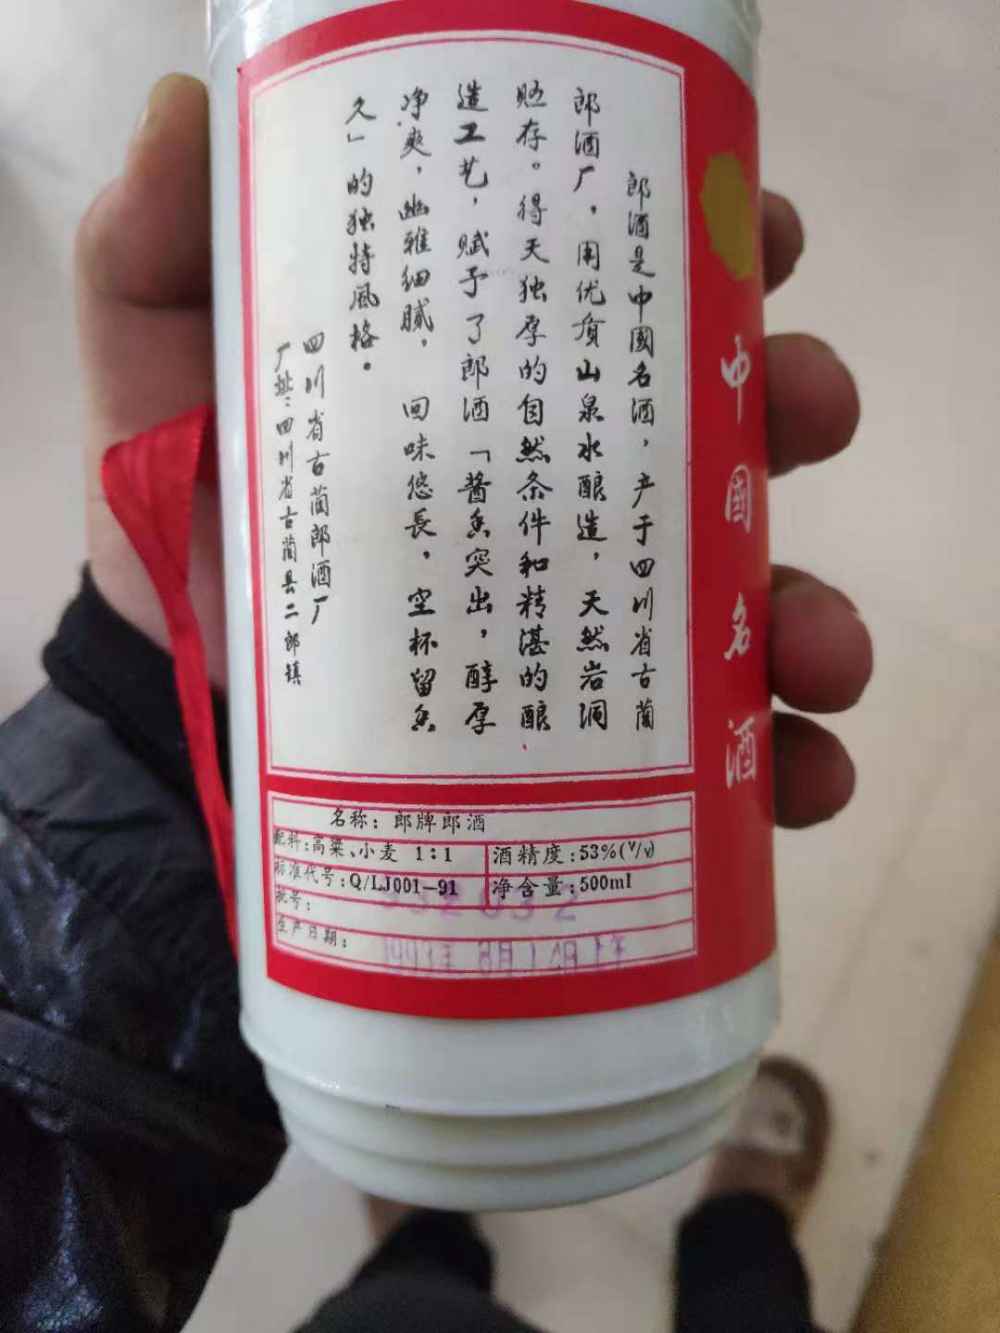 郎酒是中國名酒，产于四川省古蔺
郎酒厂，用优质山泉水酿造，天然岩洞
贮存。得天独厚的自然条件和精湛的酿
造工艺，赋予了郎酒「酱香突出，醇厚
净爽，幽雅细腻，回味悠長，空杯留香
久」的独特風格。
四川省古蔺郎酒厂
厂址：四川省古蔺县二郎镇
中國名酒
名称：郎牌郎酒
配料：高粱、小麦 1：1
酒精度：53%(V/V)
标准代号：Q/LJ001—91
净含量：500ml
批号：
生产日期：